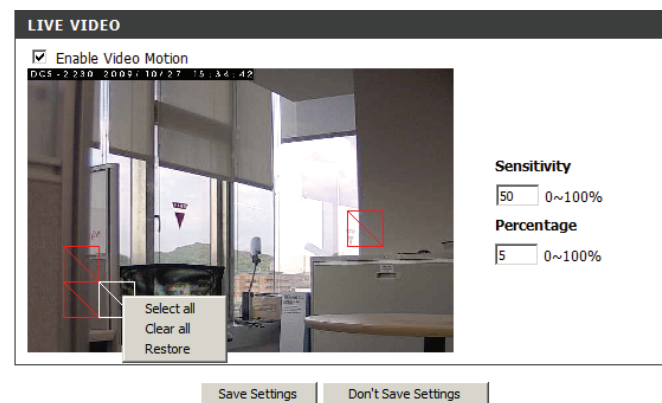 LIVE VIDEO
Enable Video Motion
DCS-2230 2009/10/27 15:34:42
Sensitivity
50 0~100%
Percentage
5 0~100%
Select all
Clear all
Restore
Save Settings Don't Save Settings